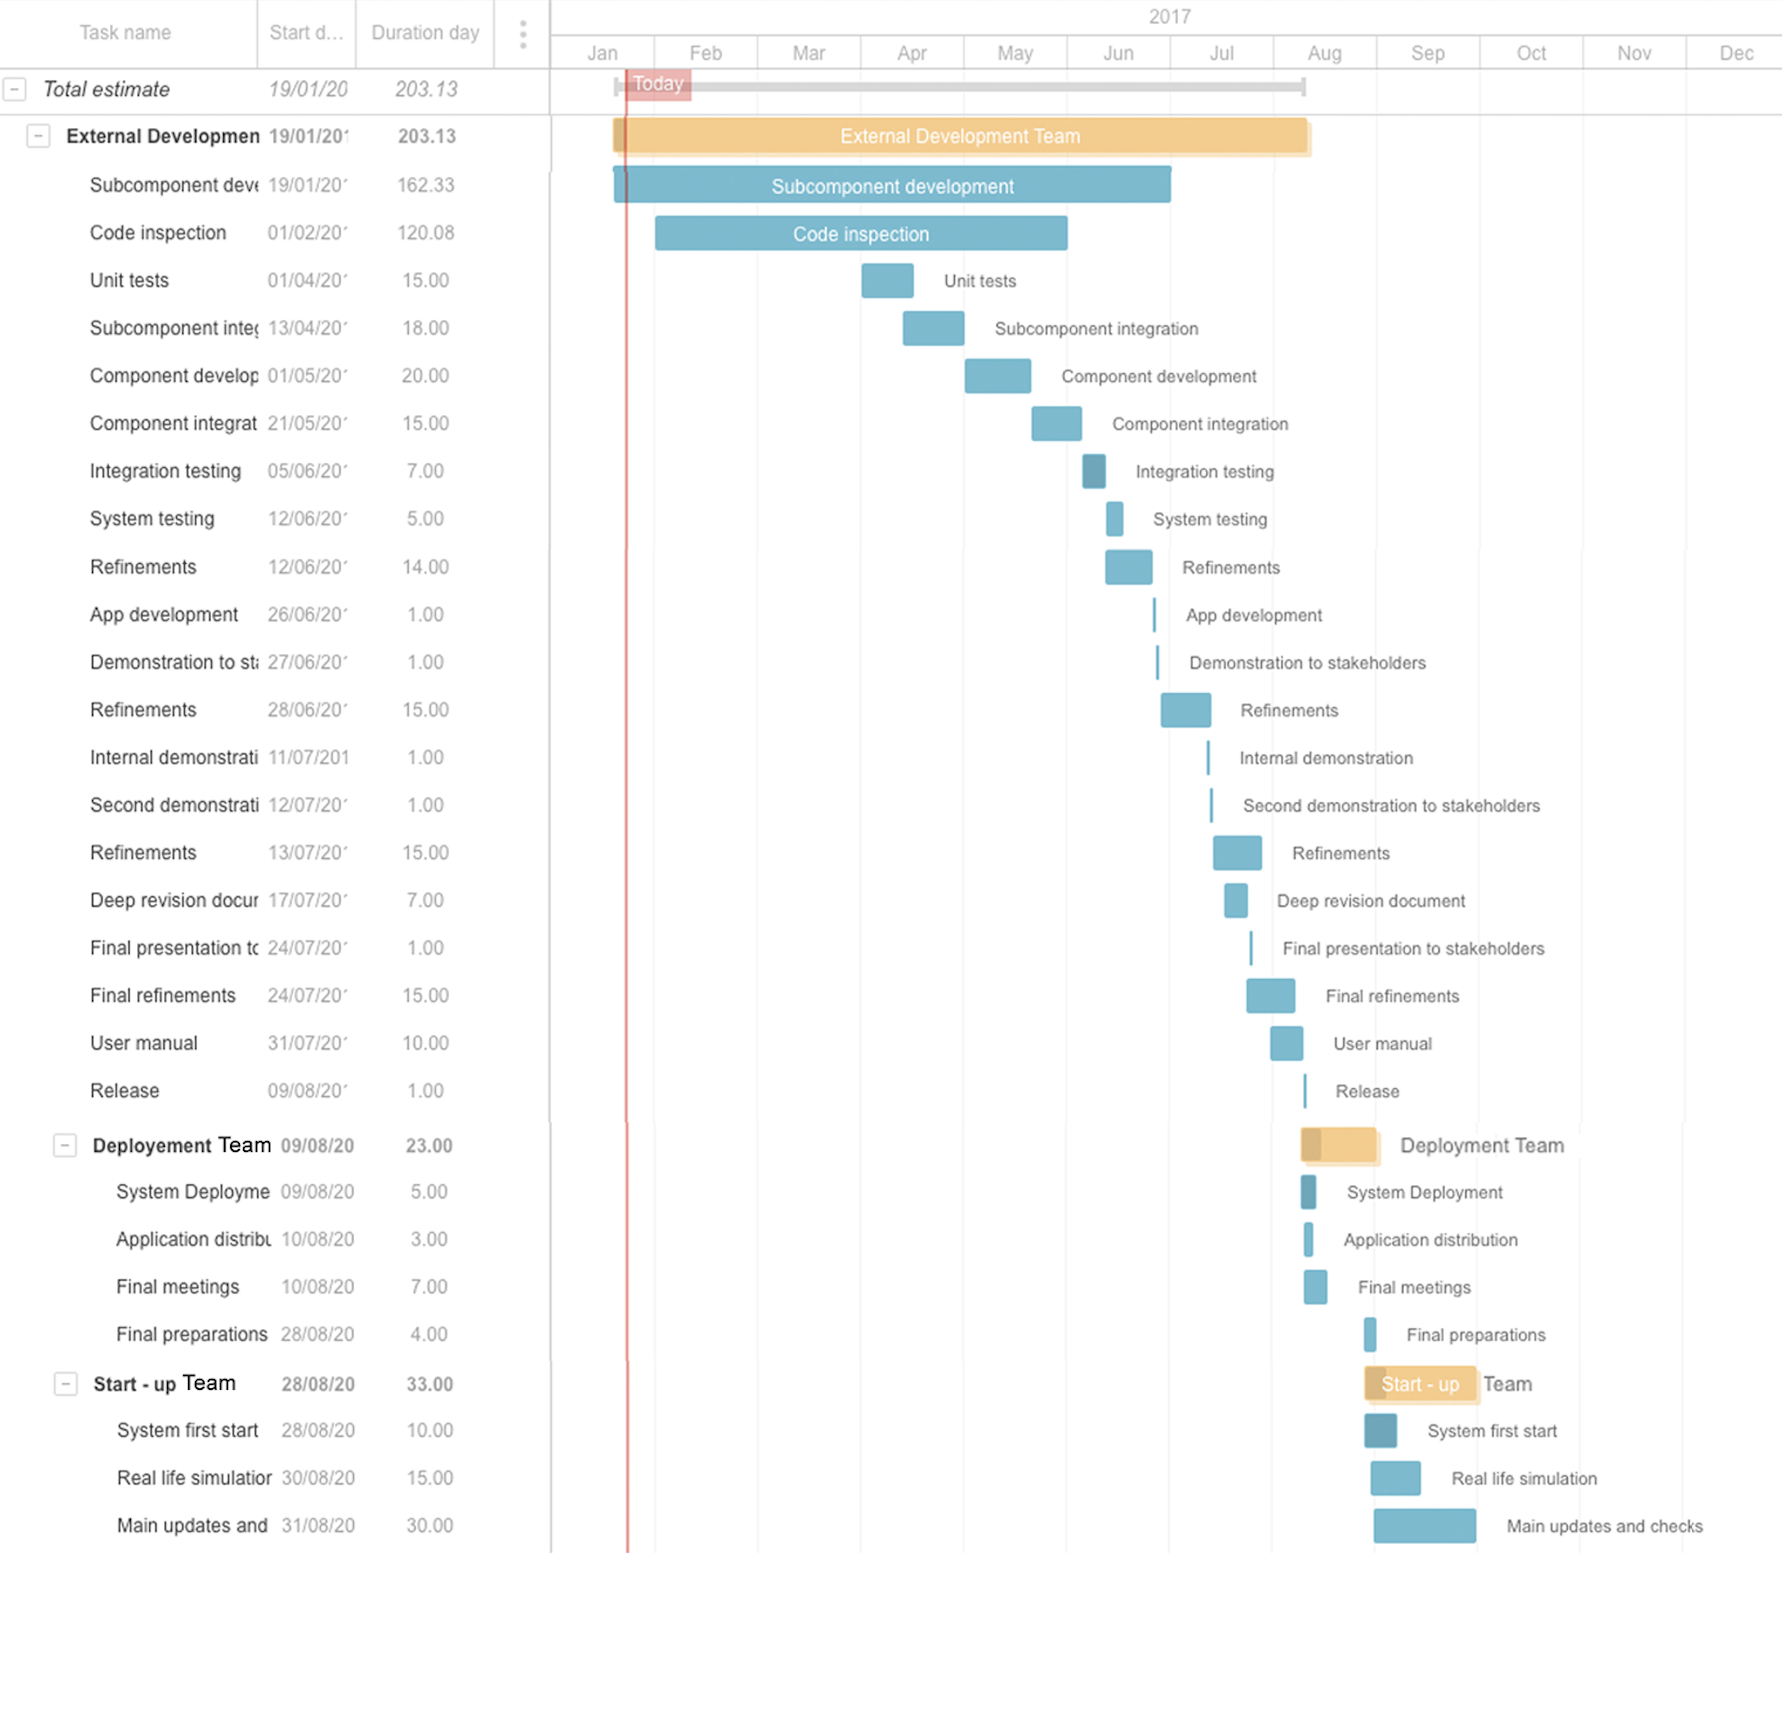 Task name Start d... Duration day 2017
Jan Feb Mar Apr May Jun Jul Aug Sep Oct Nov Dec
Total estimate 19/01/20 203.13 Today
External Developmen 19/01/20 203.13 External Development Team
Subcomponent deve 19/01/20 162.33 Subcomponent development
Code inspection 01/02/20 120.08 Code inspection
Unit tests 01/04/20 15.00 Unit tests
Subcomponent integ 13/04/20 18.00 Subcomponent integration
Component develop 01/05/20 20.00 Component development
Component integrat 21/05/20 15.00 Component integration
Integration testing 05/06/20 7.00 Integration testing
System testing 12/06/20 5.00 System testing
Refinements 12/06/20 14.00 Refinements
App development 26/06/20 1.00 App development
Demonstration to sta 27/06/20 1.00 Demonstration to stakeholders
Refinements 28/06/20 15.00 Refinements
Internal demonstrati 11/07/201 1.00 Internal demonstration
Second demonstrati 12/07/20 1.00 Second demonstration to stakeholders
Refinements 13/07/20 15.00 Refinements
Deep revision docur 17/07/20 7.00 Deep revision document
Final presentation to 24/07/20 1.00 Final presentation to stakeholders
Final refinements 24/07/20 15.00 Final refinements
User manual 31/07/20 10.00 User manual
Release 09/08/20 1.00 Release
Deployement Team 09/08/20 23.00 Deployment Team
System Deployme 09/08/20 5.00 System Deployment
Application distribu 10/08/20 3.00 Application distribution
Final meetings 10/08/20 7.00 Final meetings
Final preparations 28/08/20 4.00 Final preparations
Start - up Team 28/08/20 33.00 Start - up Team
System first start 28/08/20 10.00 System first start
Real life simulation 30/08/20 15.00 Real life simulation
Main updates and 31/08/20 30.00 Main updates and checks